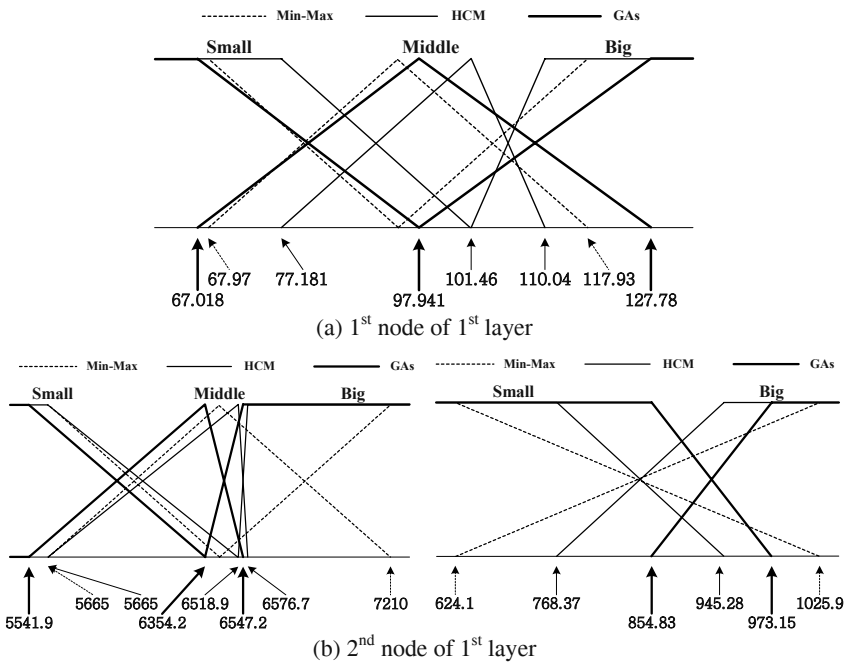 Min-Max HCM GAs
Small Middle Big
67.97 77.181 101.46 110.04 117.93
67.018 97.941 127.78
(a) 1st node of 1st layer
Min-Max HCM GAs Min-Max HCM GAs
Small Middle Big Small Big
5665 5665 6518.9 6576.7 7210 624.1 768.37 945.28 1025.9
5541.9 6354.2 6547.2 854.83 973.15
(b) 2nd node of 1st layer